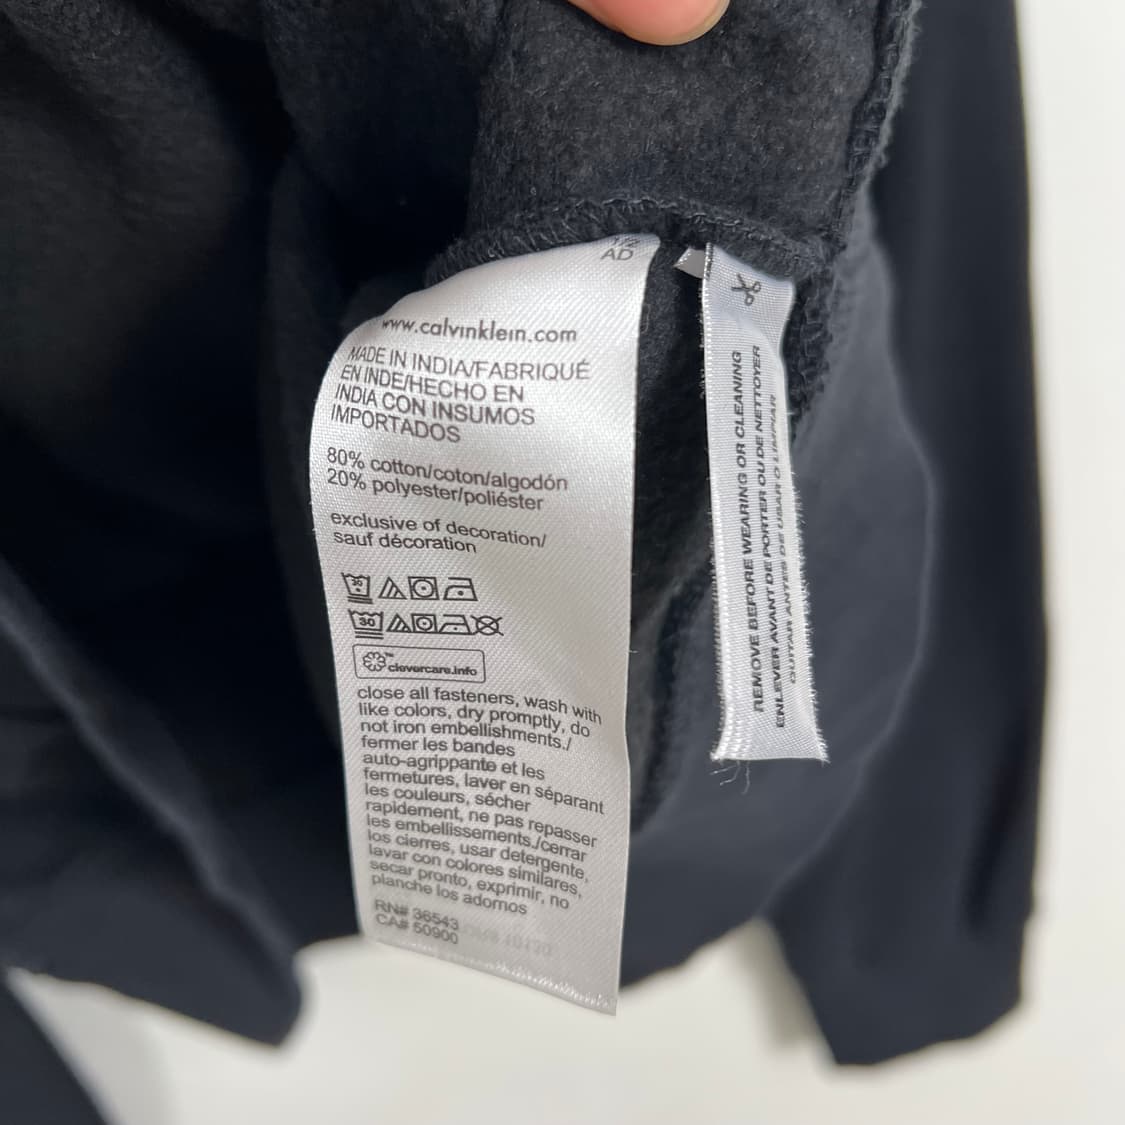 1/2
AD
www.calvinklein.com
MADE IN INDIA/FABRIQUÉ
EN INDE/HECHO EN
INDIA CON INSUMOS
IMPORTADOS
80% cotton/coton/algodón
20% polyester/poliéster
exclusive of decoration/
sauf décoration
30
30
clevercare.info
close all fasteners, wash with
like colors, dry promptly, do
not iron embellishments./
fermer les bandes
auto-agrippante et les
fermetures, laver en séparant
les couleurs, sécher
rapidement, ne pas repasser
les embellissements./cerrar
los cierres, usar detergente,
lavar con colores similares,
secar pronto, exprimir, no
planche los adornos
RN# 36543
CA# 50900
REMOVE BEFORE WEARING OR CLEANING
ENLEVER AVANT DE PORTER OU DE NETTOYER
QUITAR ANTES DE USAR O LIMPIAR